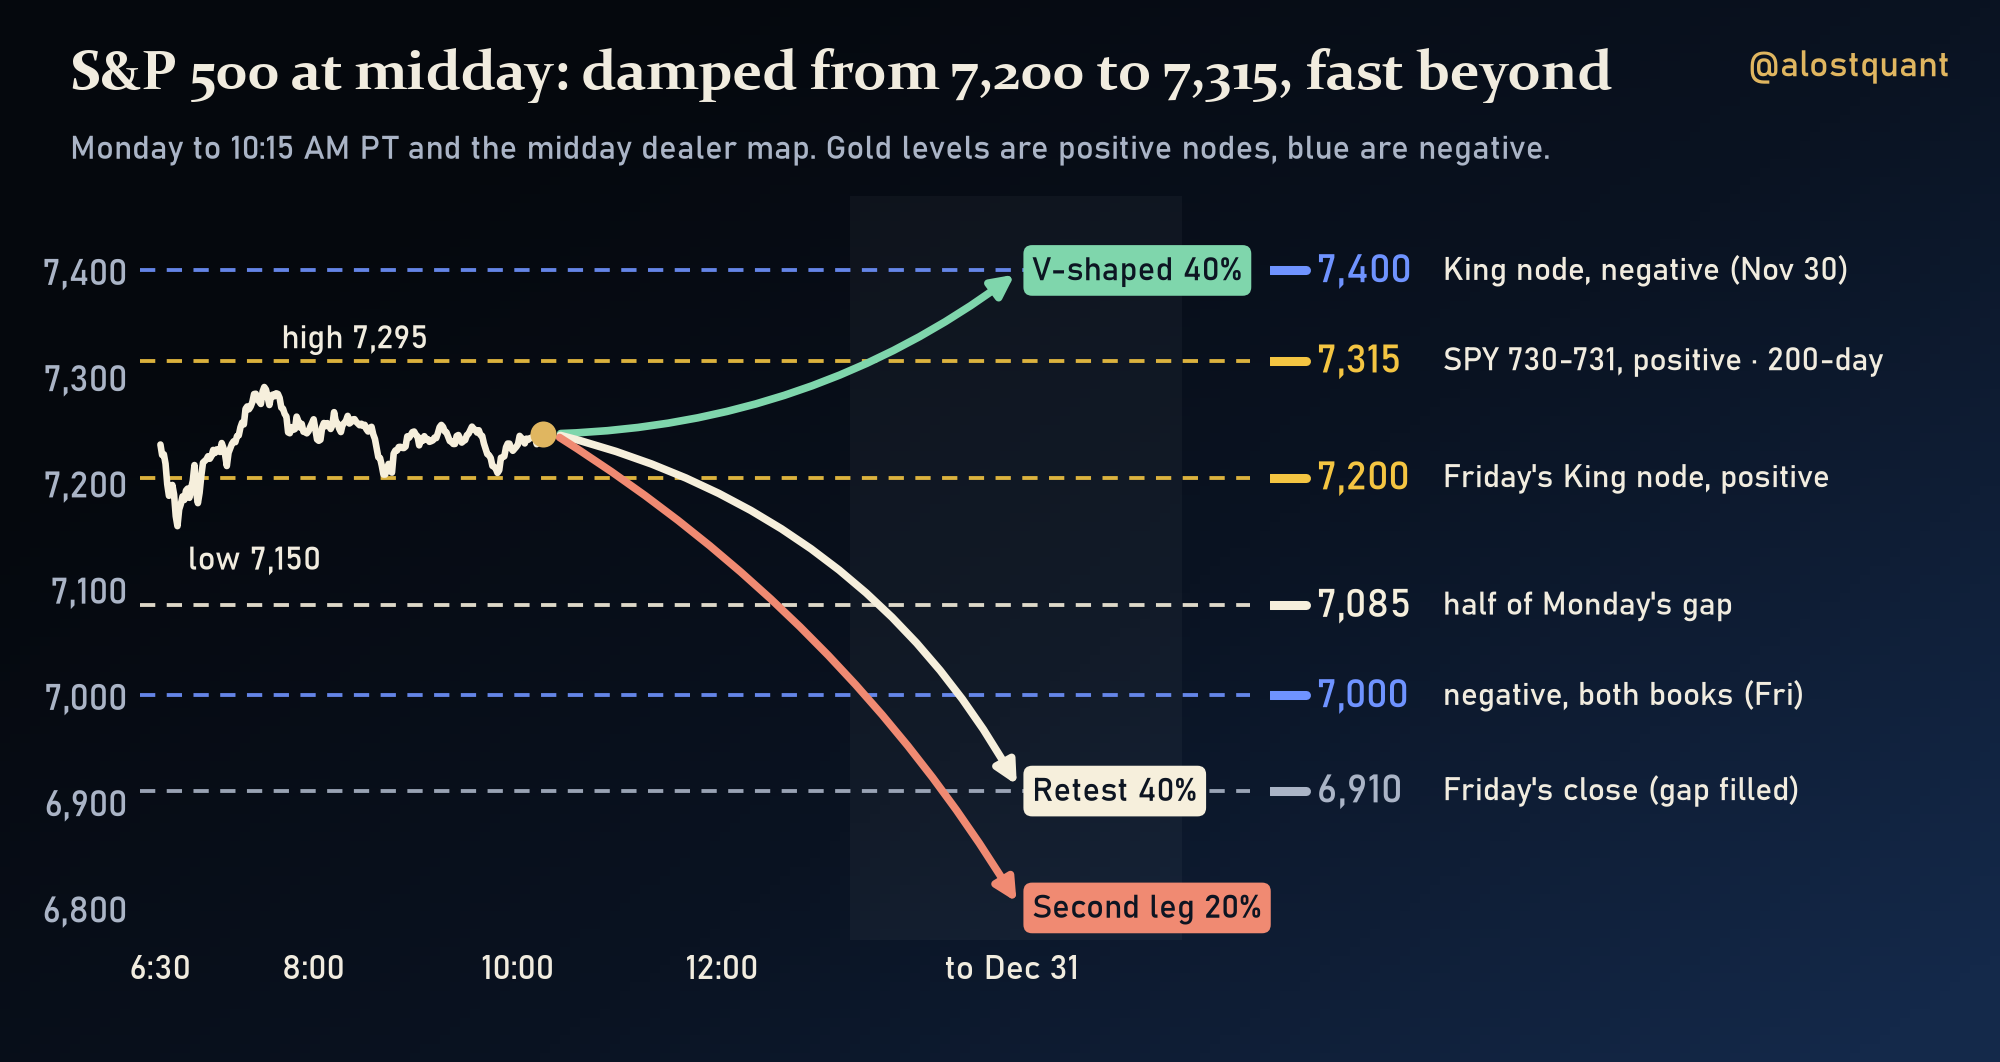 S&P 500 at midday: damped from 7,200 to 7,315, fast beyond
@alostquant
Monday to 10:15 AM PT and the midday dealer map. Gold levels are positive nodes, blue are negative.
7,400
V-shaped 40%
7,400 King node, negative (Nov 30)
high 7,295
7,315 SPY 730-731, positive · 200-day
7,300
7,200
7,200 Friday's King node, positive
low 7,150
7,100
7,085 half of Monday's gap
7,000
7,000 negative, both books (Fri)
6,900
Retest 40%
6,910 Friday's close (gap filled)
6,800
Second leg 20%
6:30 8:00 10:00 12:00 to Dec 31